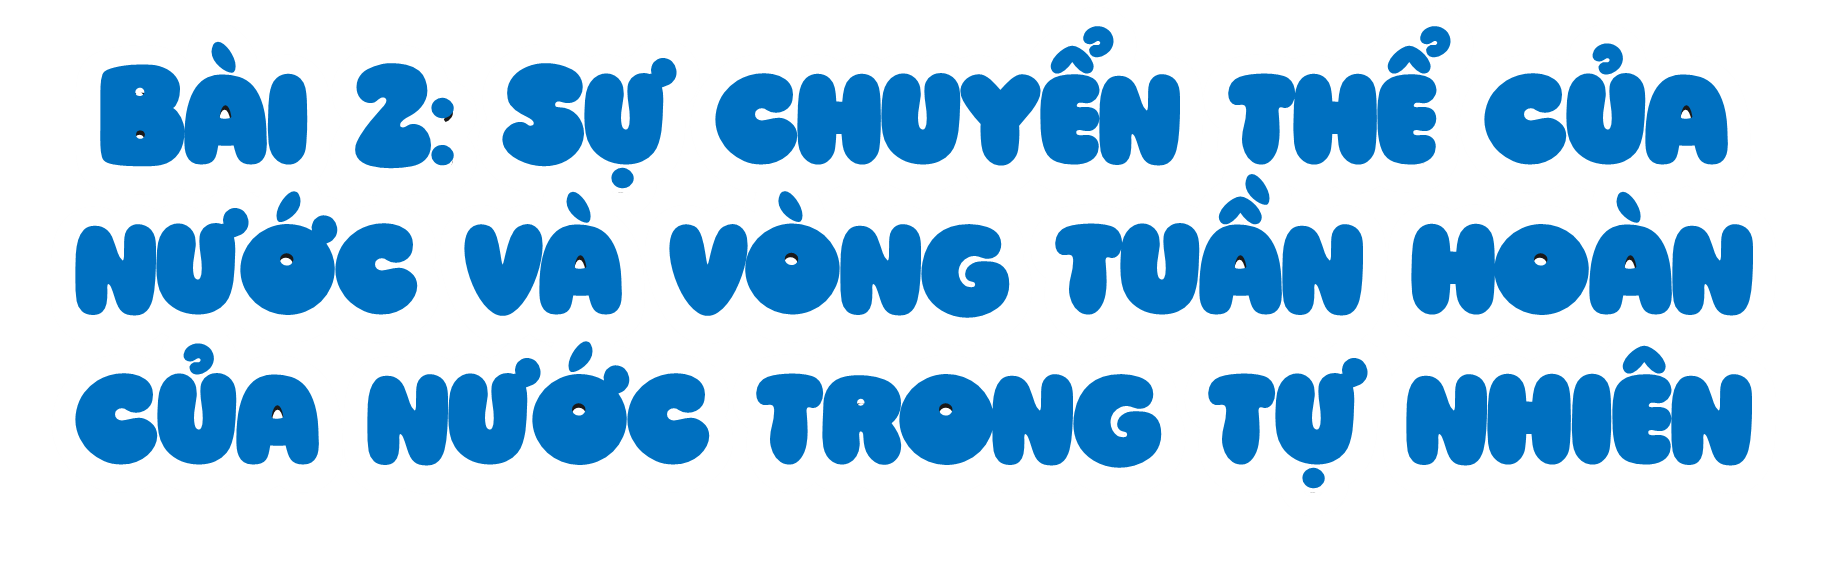 BÀI 2: SỰ CHUYỂN THỂ CỦA
NƯỚC VÀ VÒNG TUẦN HOÀN
CỦA NƯỚC TRONG TỰ NHIÊN